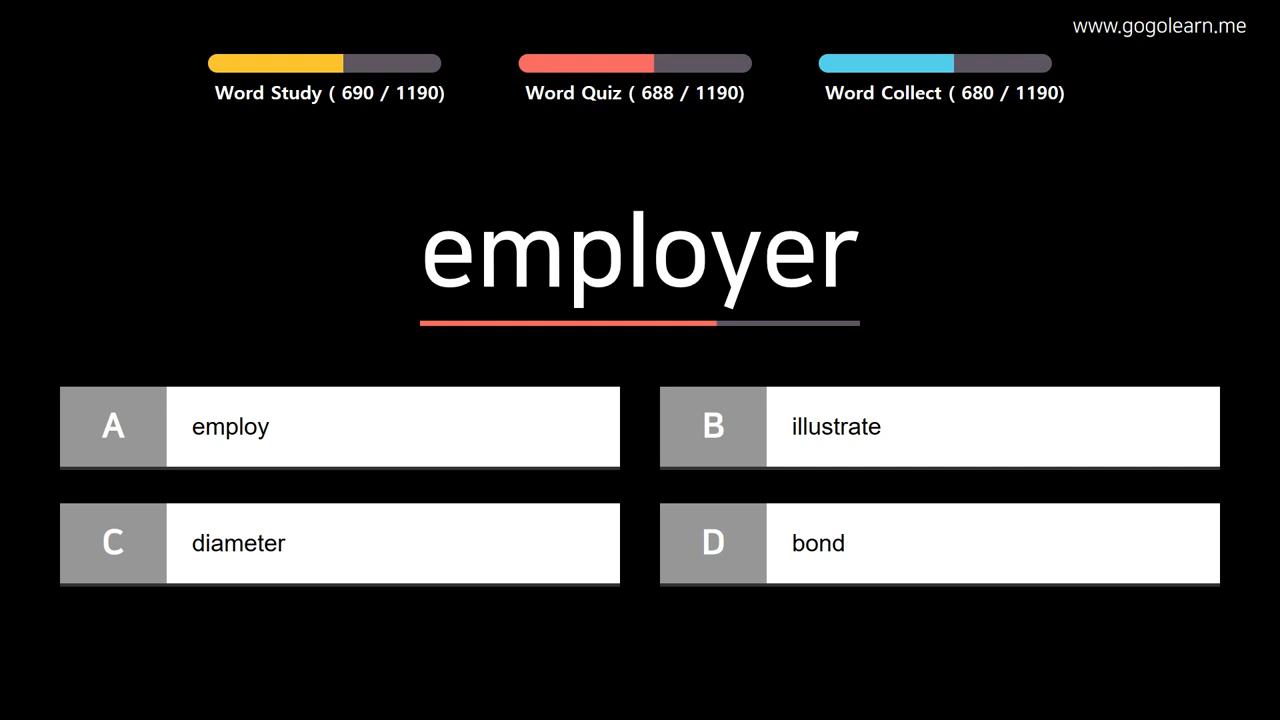 www.gogolearn.me
Word Study ( 690 / 1190)
Word Quiz ( 688 / 1190)
Word Collect ( 680 / 1190)
employer
A employ
B illustrate
C diameter
D bond